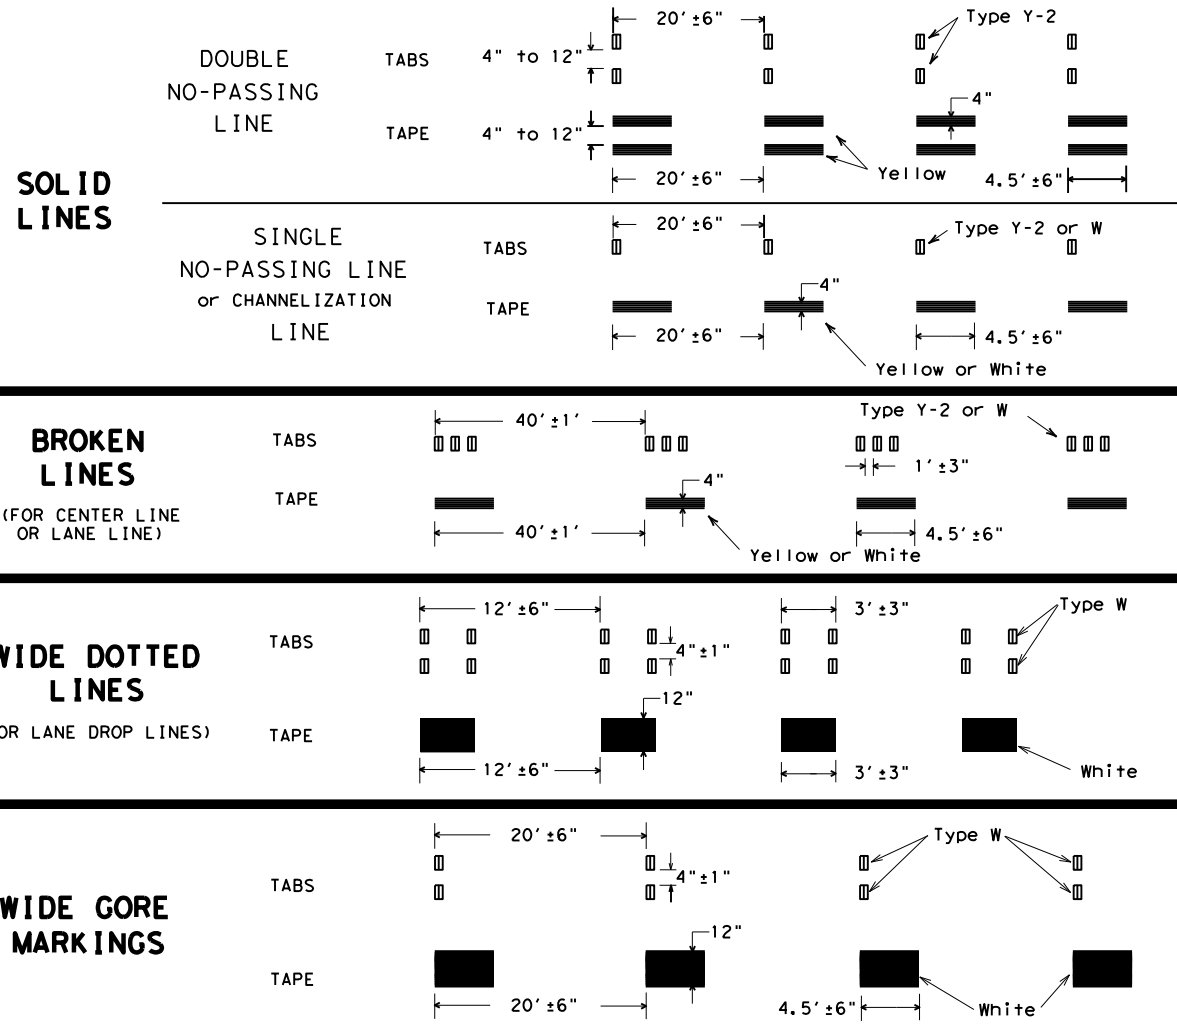 SOLID
LINES
DOUBLE
NO-PASSING
LINE
TABS
4" to 12"
20'±6"
Type Y-2
TAPE
4" to 12"
4"
Yellow
20'±6"
4.5'±6"
SINGLE
NO-PASSING LINE
or CHANNELIZATION
LINE
TABS
20'±6"
Type Y-2 or W
TAPE
4"
20'±6"
4.5'±6"
Yellow or White
BROKEN
LINES
(FOR CENTER LINE
OR LANE LINE)
TABS
40'±1'
Type Y-2 or W
1'±3"
TAPE
4"
40'±1'
4.5'±6"
Yellow or White
WIDE DOTTED
LINES
OR LANE DROP LINES)
TABS
12'±6"
3'±3"
Type W
4"±1"
TAPE
12"
12'±6"
3'±3"
White
WIDE GORE
MARKINGS
TABS
20'±6"
Type W
4"±1"
TAPE
12"
20'±6"
4.5'±6"
White